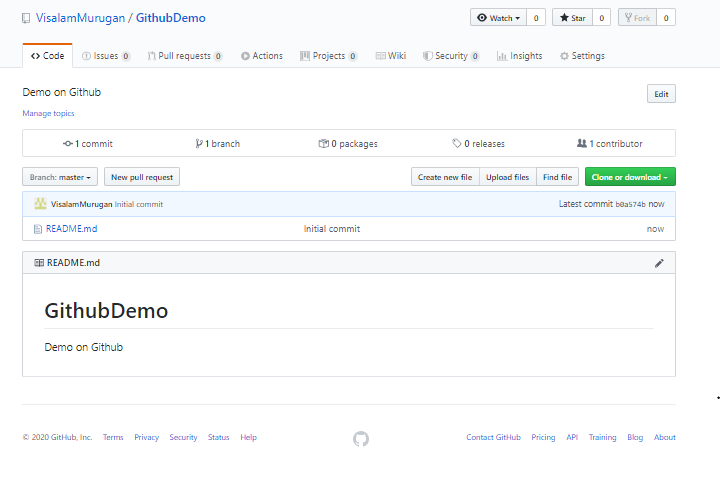 VisalamMurugan / GithubDemo Watch 0 Star 0 Fork 0
Code Issues 0 Pull requests 0 Actions Projects 0 Wiki Security 0 Insights Settings
Demo on Github Edit
Manage topics
1 commit 1 branch 0 packages 0 releases 1 contributor
Branch: master New pull request Create new file Upload files Find file Clone or download
VisalamMurugan Initial commit Latest commit b0a574b now
README.md Initial commit now
README.md
GithubDemo
Demo on Github
© 2020 GitHub, Inc. Terms Privacy Security Status Help Contact GitHub Pricing API Training Blog About